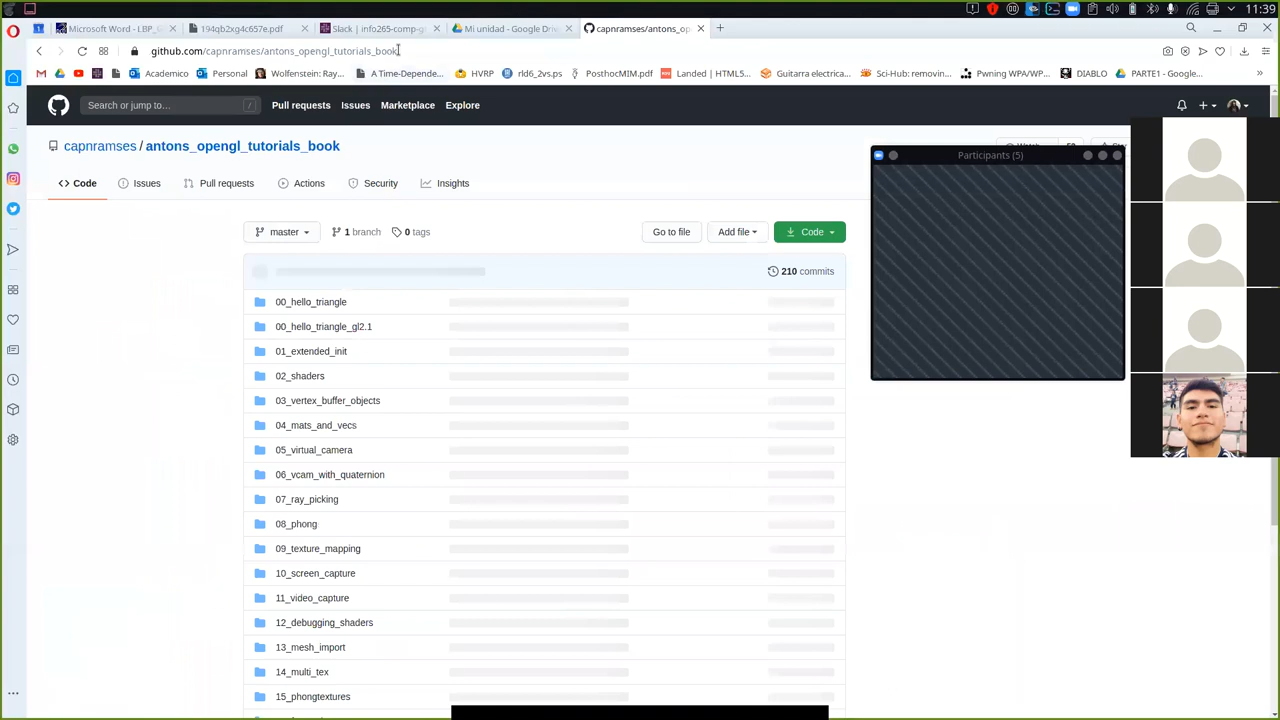 11:39
1
Microsoft Word - LBP_
194qb2xg4c657e.pdf
Slack | info265-comp-g
Mi unidad - Google Driv
capnramses/antons_op
github.com/capnramses/antons_opengl_tutorials_book
Academico
Personal
Wolfenstein: Ray...
A Time-Depende...
HVRP
rld6_2vs.ps
PosthocMIM.pdf
Landed | HTML5...
Guitarra electrica...
Sci-Hub: removin...
Pwning WPA/WP...
DIABLO
PARTE1 - Google...
»
Search or jump to...
/
Pull requests
Issues
Marketplace
Explore
capnramses / antons_opengl_tutorials_book
Participants (5)
Code
Issues
Pull requests
Actions
Security
Insights
master
1 branch
0 tags
Go to file
Add file
Code
210 commits
00_hello_triangle
00_hello_triangle_gl2.1
01_extended_init
02_shaders
03_vertex_buffer_objects
04_mats_and_vecs
05_virtual_camera
06_vcam_with_quaternion
07_ray_picking
08_phong
09_texture_mapping
10_screen_capture
11_video_capture
12_debugging_shaders
13_mesh_import
14_multi_tex
15_phongtextures